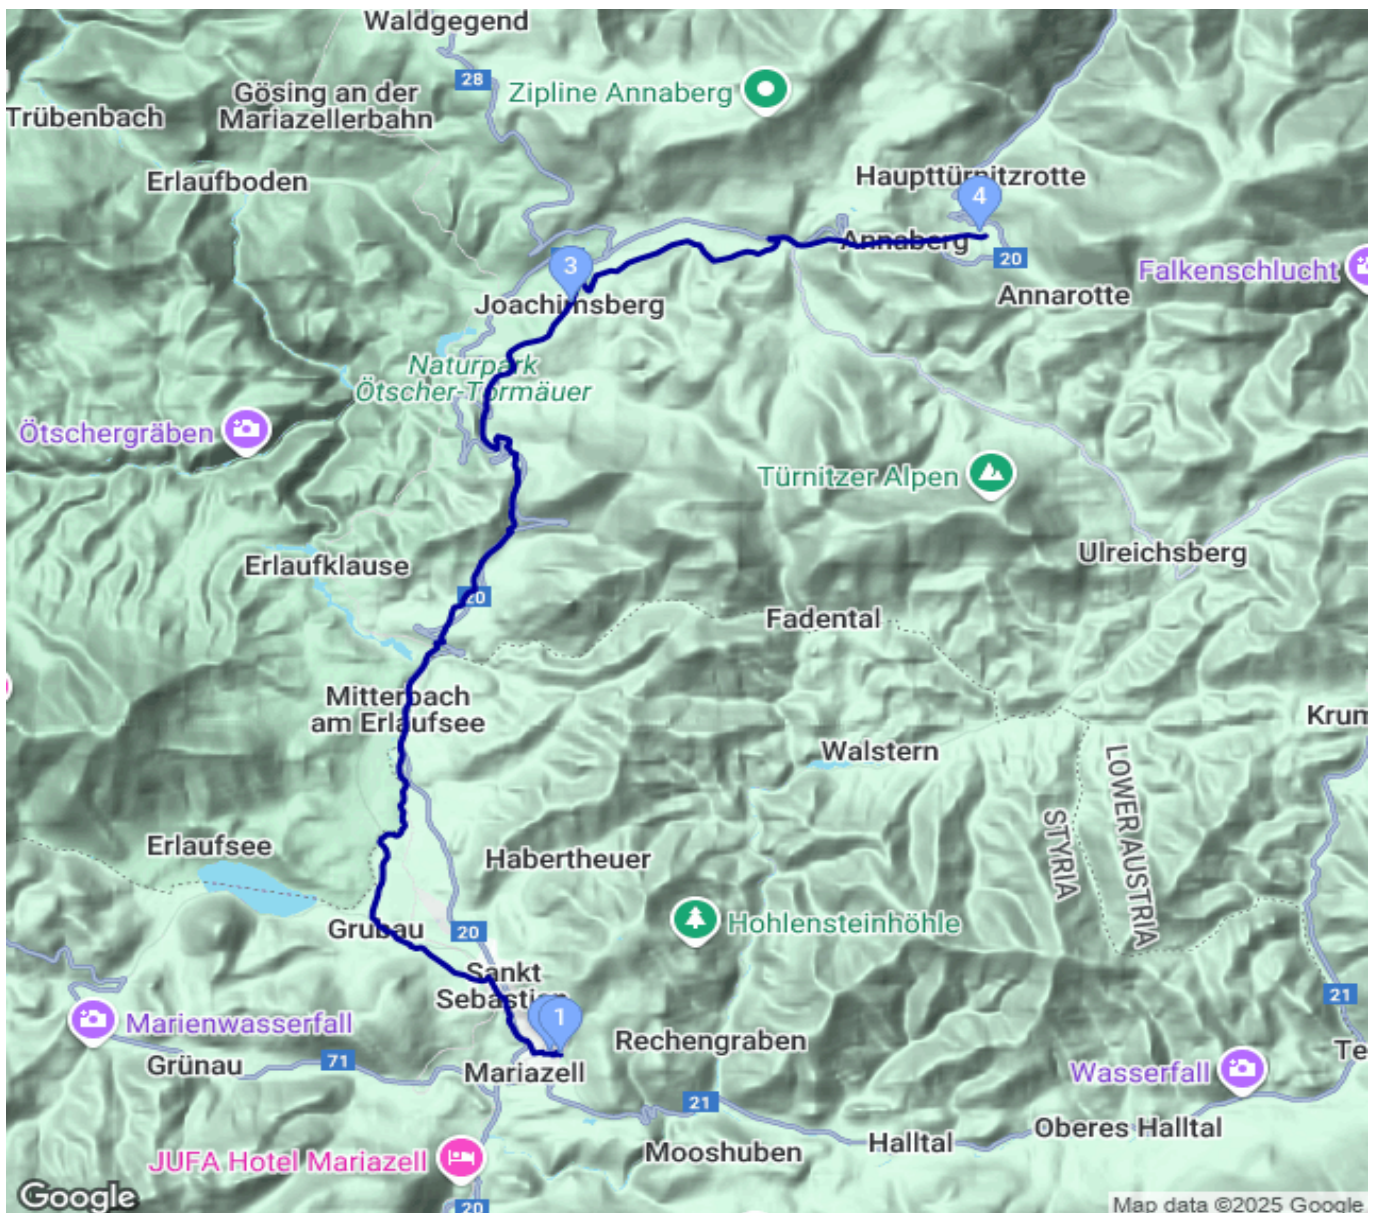 Waldgegend
28
Zipline Annaberg
Gösing an der
Mariazellerbahn
Trübenbach
Erlaufboden
Haupttürnitzrotte
4
Annaberg
20
3
Falkenschlucht
Annarotte
Joachimsberg
Naturpark
Ötscher-Tormäuer
Ötschergräben
Türnitzer Alpen
Ulreichsberg
Erlaufklause
20
Fadental
Mitterbach
am Erlaufsee
Krum
Walstern
LOWER AUSTRIA
STYRIA
Erlaufsee
Habertheuer
Hohlensteinhöhle
Grubau
20
Sankt
Sebastian
21
1
Marienwasserfall
Rechengraben
Te
Grünau
71
Mariazell
Wasserfall
21
Oberes Halltal
Halltal
Mooshuben
JUFA Hotel Mariazell
20
Google
Map data ©2025 Google